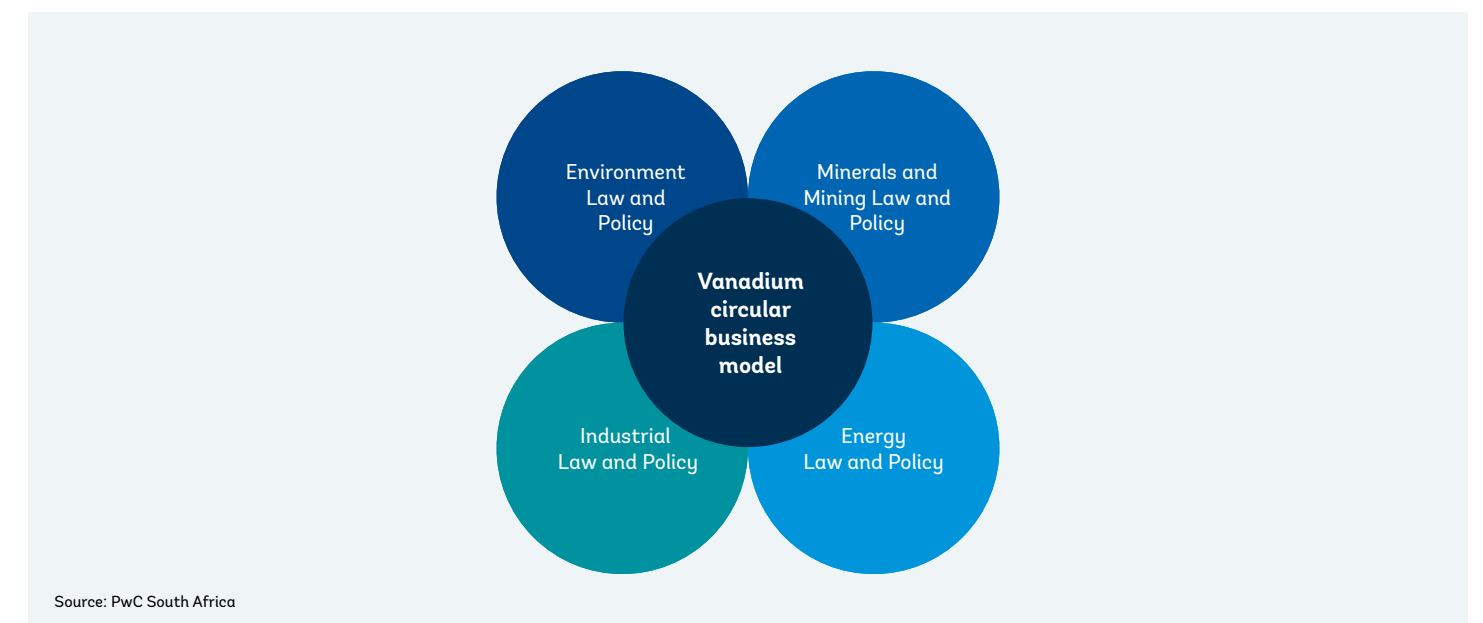 Environment
Law and
Policy
Minerals and
Mining Law and
Policy
Vanadium
circular
business
model
Industrial
Law and Policy
Energy
Law and Policy
Source: PwC South Africa